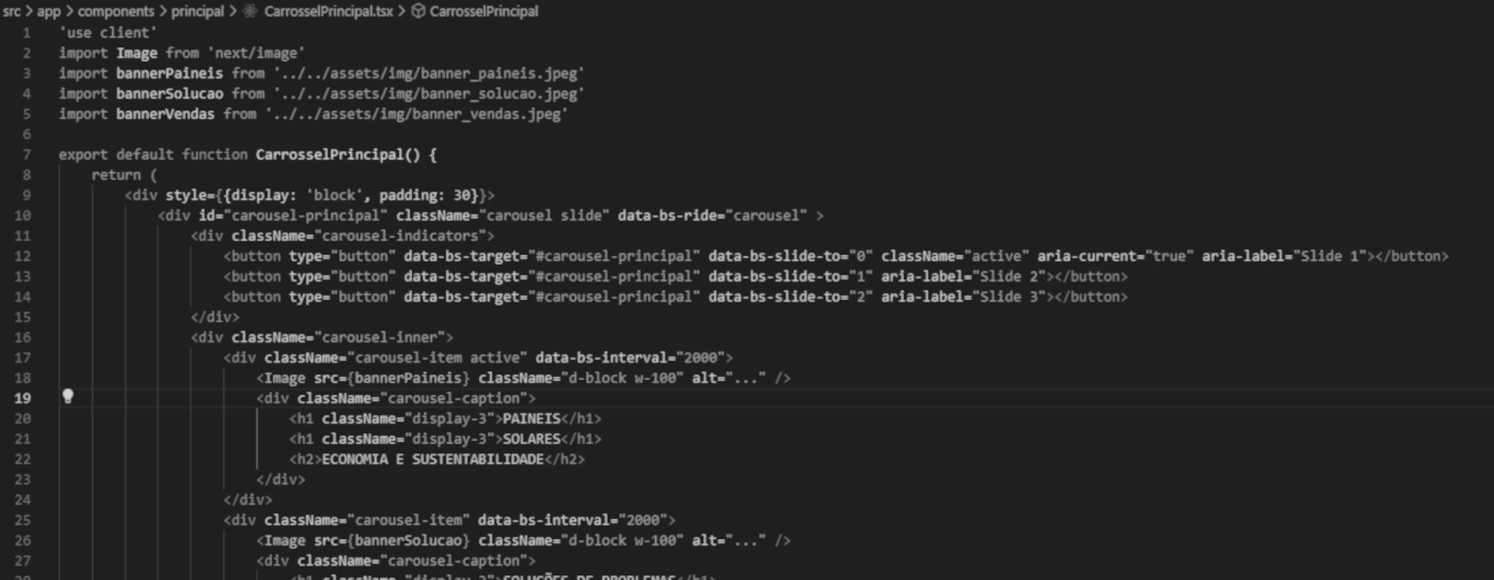 src > app > components > principal > CarrosselPrincipal.tsx > CarrosselPrincipal
1 'use client'
2 import Image from 'next/image'
3 import bannerPaineis from '../../assets/img/banner_paineis.jpeg'
4 import bannerSolucao from '../../assets/img/banner_solucao.jpeg'
5 import bannerVendas from '../../assets/img/banner_vendas.jpeg'
6
7 export default function CarrosselPrincipal() {
8 return (
9 <div style={{display: 'block', padding: 30}}>
10 <div id="carousel-principal" className="carousel slide" data-bs-ride="carousel" >
11 <div className="carousel-indicators">
12 <button type="button" data-bs-target="#carousel-principal" data-bs-slide-to="0" className="active" aria-current="true" aria-label="Slide 1"></button>
13 <button type="button" data-bs-target="#carousel-principal" data-bs-slide-to="1" aria-label="Slide 2"></button>
14 <button type="button" data-bs-target="#carousel-principal" data-bs-slide-to="2" aria-label="Slide 3"></button>
15 </div>
16 <div className="carousel-inner">
17 <div className="carousel-item active" data-bs-interval="2000">
18 <Image src={bannerPaineis} className="d-block w-100" alt="..." />
19 <div className="carousel-caption">
20 <h1 className="display-3">PAINEIS</h1>
21 <h1 className="display-3">SOLARES</h1>
22 <h2>ECONOMIA E SUSTENTABILIDADE</h2>
23 </div>
24 </div>
25 <div className="carousel-item" data-bs-interval="2000">
26 <Image src={bannerSolucao} className="d-block w-100" alt="..." />
27 <div className="carousel-caption">
28 <h1 className="display-3">SOLUÇÕES DE PROBLEMAS</h1>